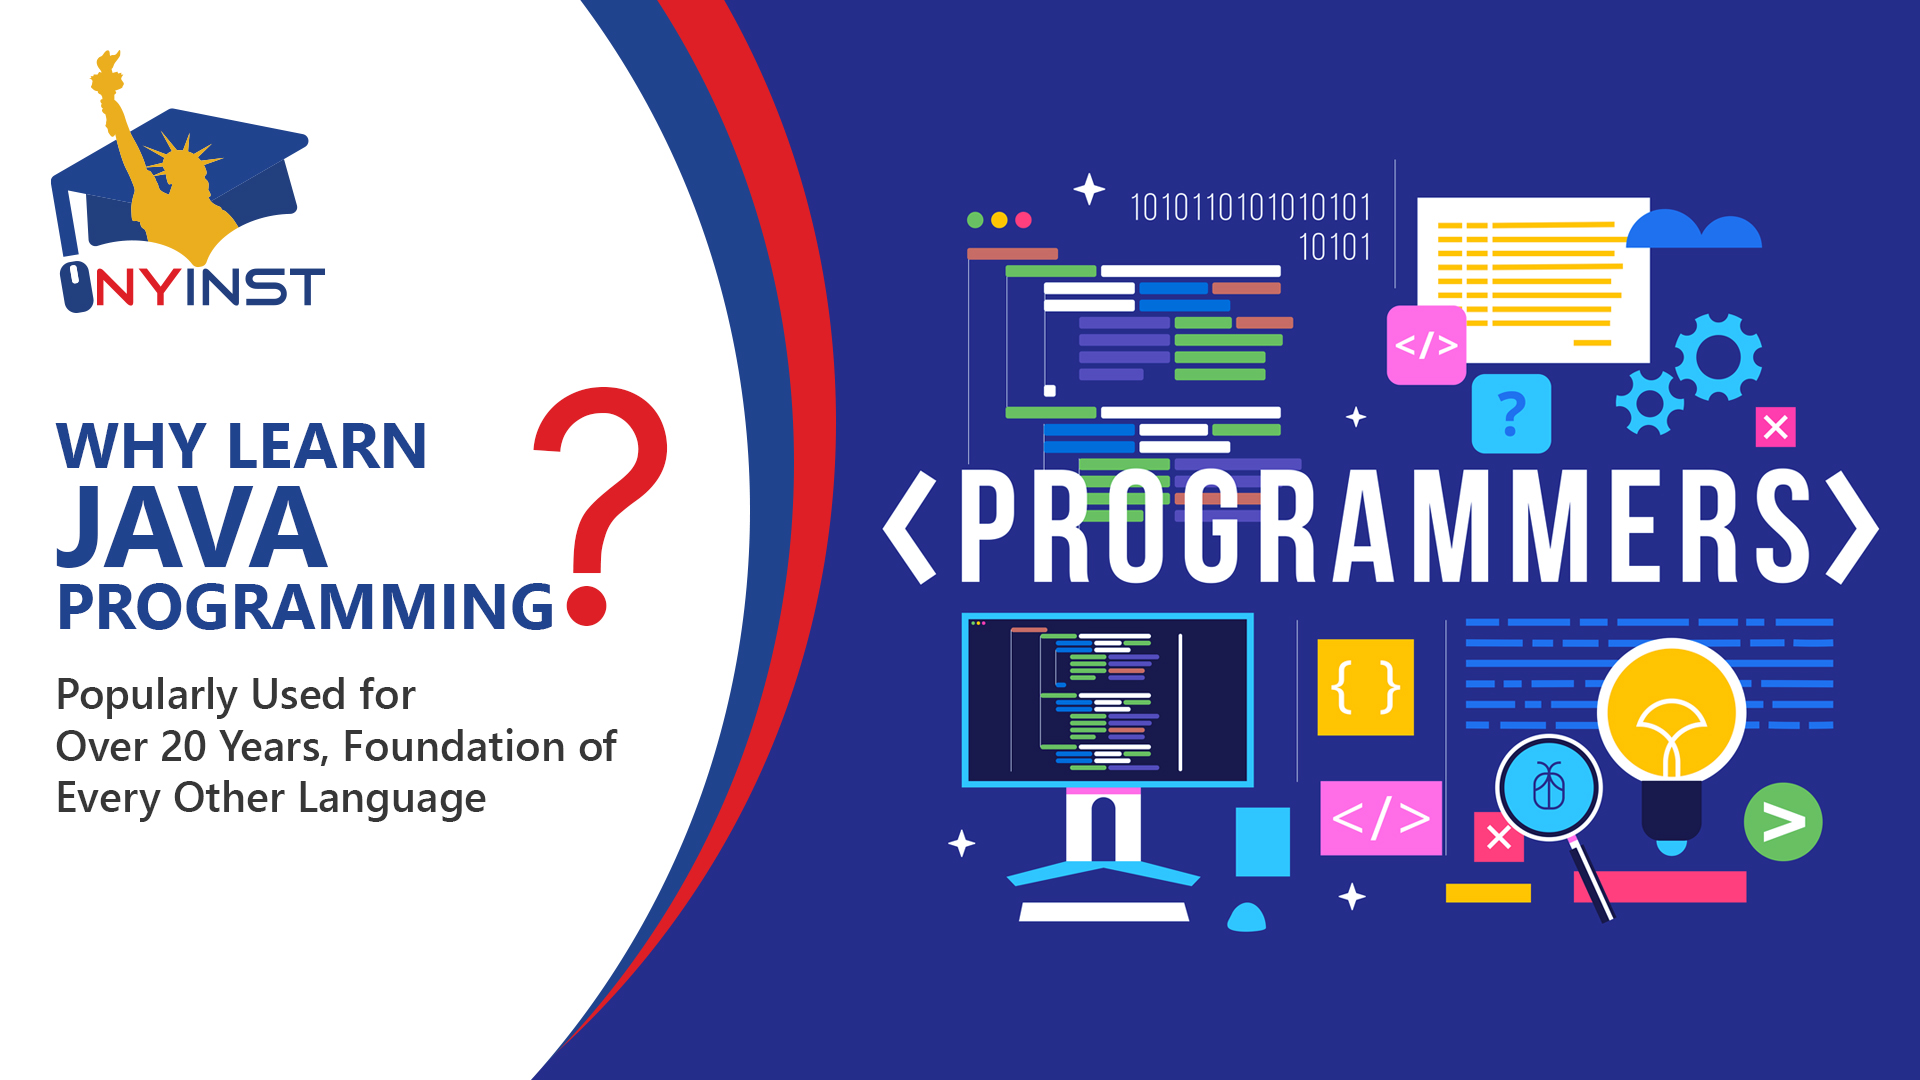 NYINST
WHY LEARN
JAVA
PROGRAMMING?
Popularly Used for
Over 20 Years, Foundation of
Every Other Language
1010110101010101
10101
</>
?
<PROGRAMMERS>
{ }
</>
>